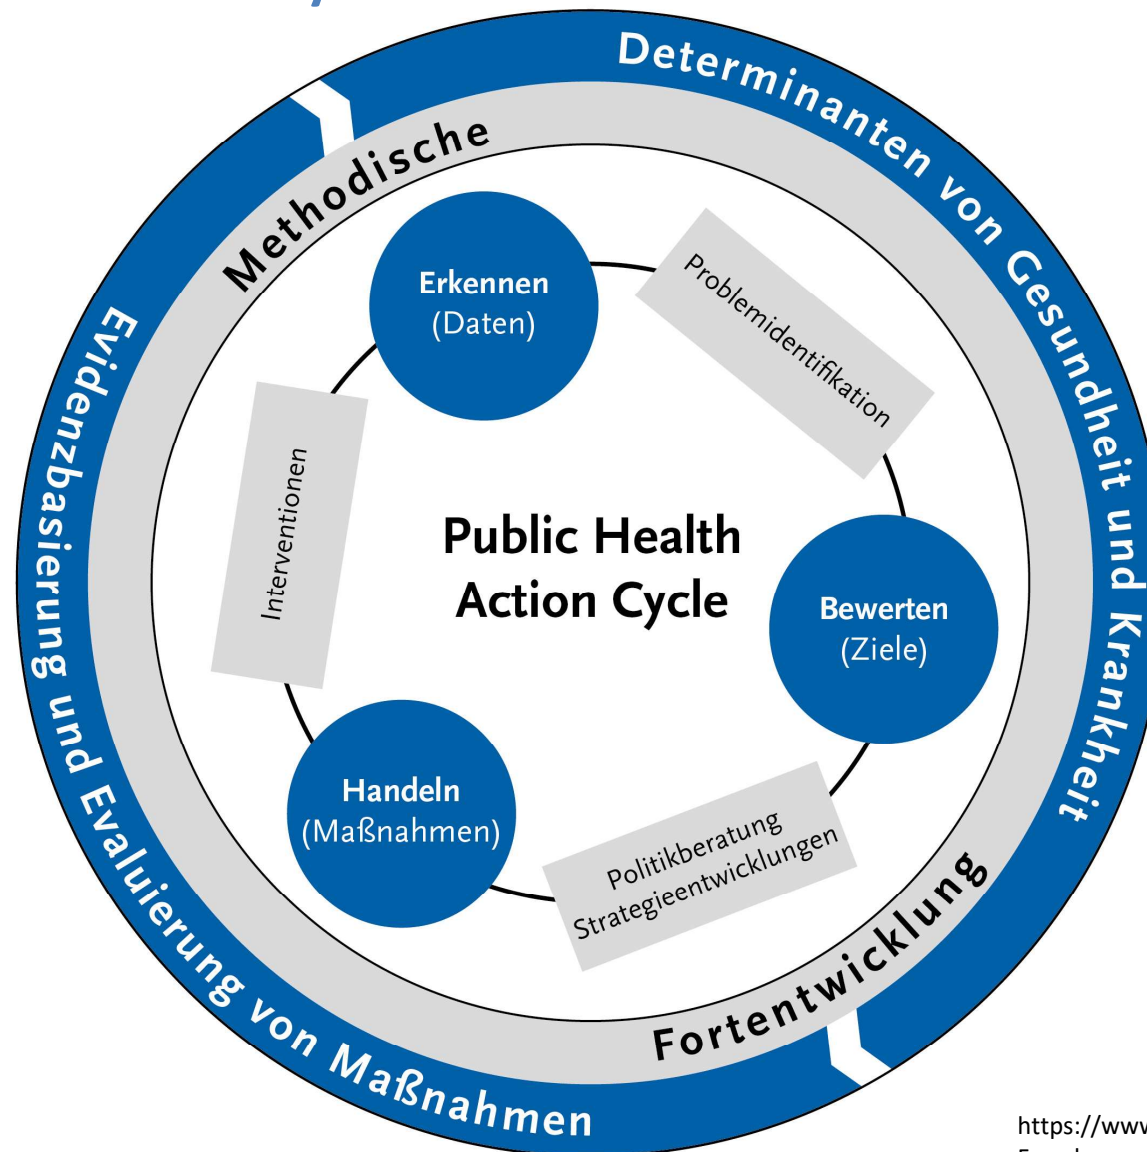 Determinanten von Gesundheit und Krankheit
Methodische
Erkennen
(Daten)
Problemidentifikation
Evidenzbasierung und Evaluierung von Maßnahmen
Interventionen
Public Health
Action Cycle
Bewerten
(Ziele)
Handeln
(Maßnahmen)
Politikberatung
Strategieentwicklungen
Fortentwicklung
https://www